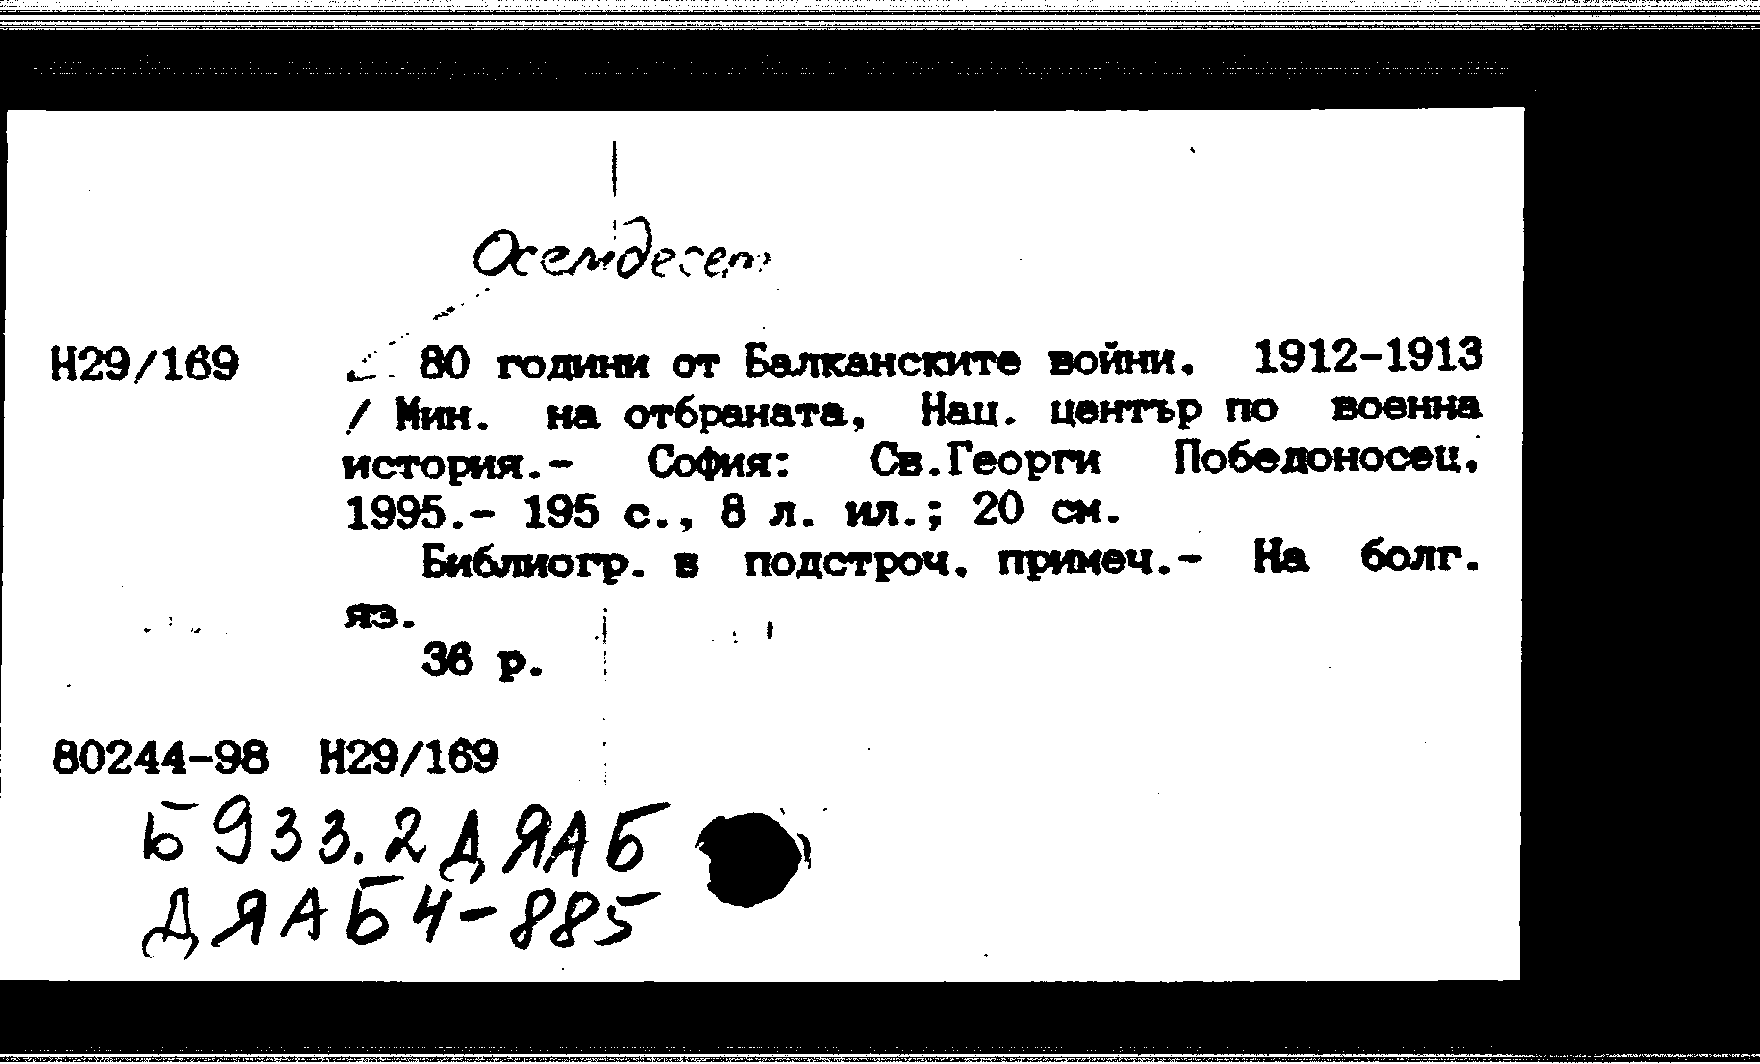 Осемдесет
Н29/169 80 години от Балканските войни. 1912-1913
/ Мин. на отбраната, Нац. център по военна
история.- София: Св.Георги Победоносец,
1995.- 195 с., 8 л. ил.; 20 см.
Библиогр. в подстроч. примеч.- На болг.
яз.
36 р.
80244-98 Н29/169
Б933.2ДЯАБ
ДЯАБ4-885